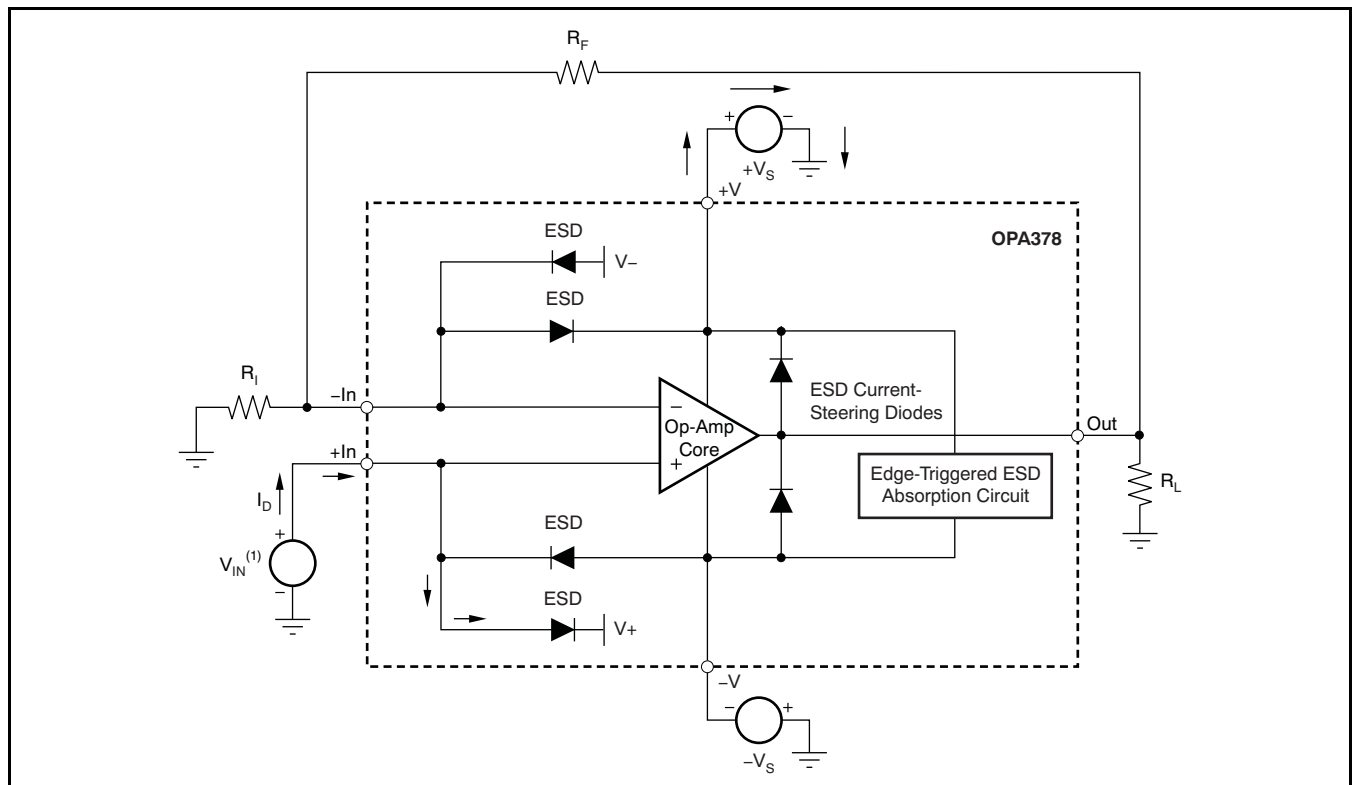 R_F
+ −
+V_S
+V
OPA378
ESD
V−
ESD
R_I
−In
−
Op-Amp
Core
+
ESD Current-
Steering Diodes
Out
+In
Edge-Triggered ESD
Absorption Circuit
R_L
I_D
+
V_IN^(1)
−
ESD
ESD
V+
−V
− +
−V_S